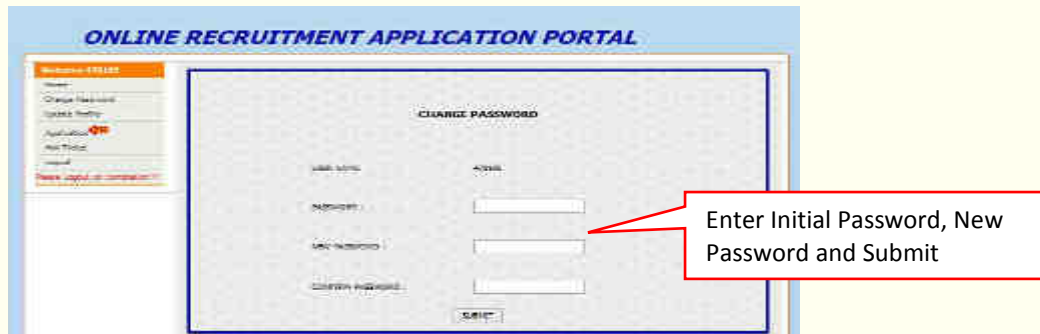 ONLINE RECRUITMENT APPLICATION PORTAL
Home
Change Password
Update Profile
Application
Logout
CHANGE PASSWORD
USER NAME
PASSWORD :
NEW PASSWORD :
CONFIRM PASSWORD :
SUBMIT
Enter Initial Password, New
Password and Submit